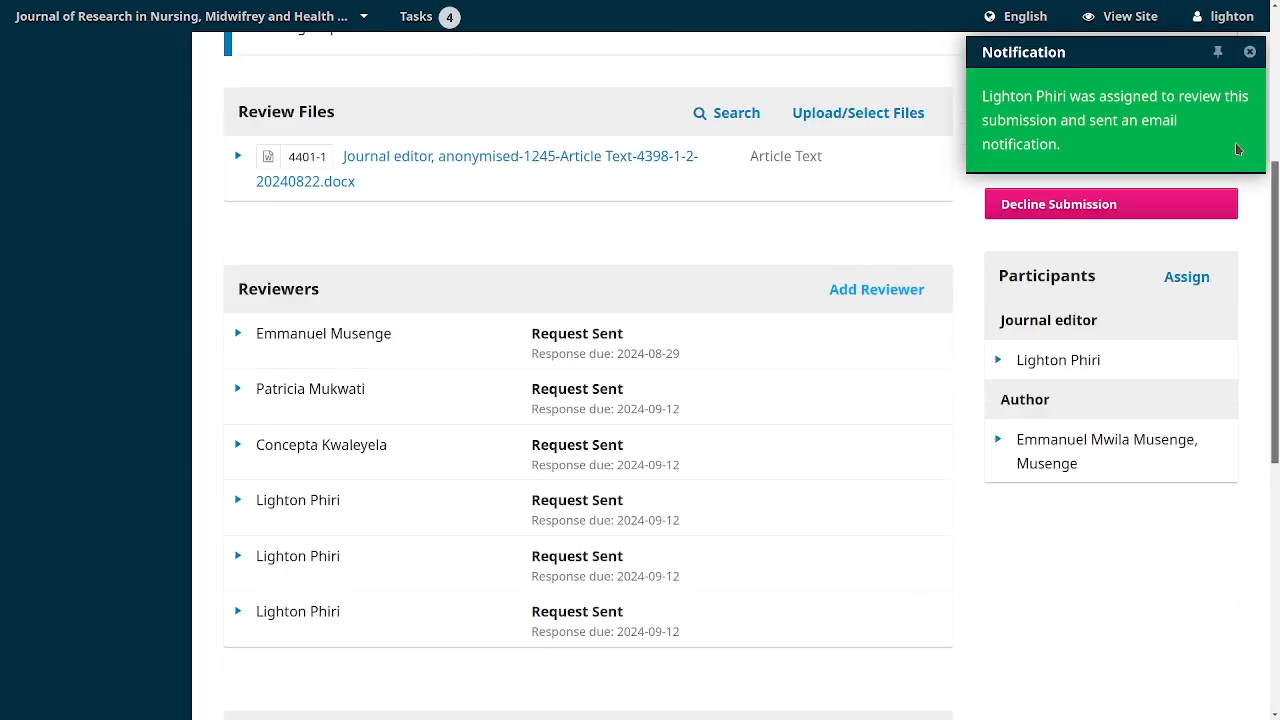 Journal of Research in Nursing, Midwifrey and Health ... Tasks 4 English View Site lighton
Notification
Lighton Phiri was assigned to review this
submission and sent an email
notification.
Review Files Search Upload/Select Files
4401-1 Journal editor, anonymised-1245-Article Text-4398-1-2- Article Text
20240822.docx
Decline Submission
Reviewers Add Reviewer
Emmanuel Musenge Request Sent
Response due: 2024-08-29
Patricia Mukwati Request Sent
Response due: 2024-09-12
Concepta Kwaleyela Request Sent
Response due: 2024-09-12
Lighton Phiri Request Sent
Response due: 2024-09-12
Lighton Phiri Request Sent
Response due: 2024-09-12
Lighton Phiri Request Sent
Response due: 2024-09-12
Participants Assign
Journal editor
Lighton Phiri
Author
Emmanuel Mwila Musenge,
Musenge